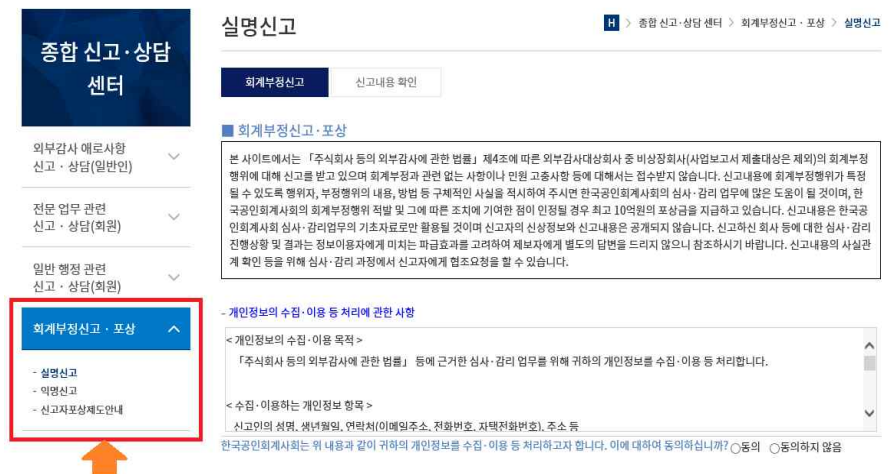 종합 신고·상담
센터
외부감사 애로사항
신고 · 상담(일반인)
전문 업무 관련
신고 · 상담(회원)
일반 행정 관련
신고 · 상담(회원)
회계부정신고 · 포상
- 실명신고
- 익명신고
- 신고자포상제도안내
실명신고
H > 종합 신고·상담 센터 > 회계부정신고 · 포상 > 실명신고
회계부정신고 신고내용 확인
■ 회계부정신고·포상
본 사이트에서는 「주식회사 등의 외부감사에 관한 법률」제4조에 따른 외부감사대상회사 중 비상장회사(사업보고서 제출대상은 제외)의 회계부정
행위에 대해 신고를 받고 있으며 회계부정과 관련 없는 사항이나 민원 고충사항 등에 대해서는 접수받지 않습니다. 신고내용에 회계부정행위가 특정
될 수 있도록 행위자, 부정행위의 내용, 방법 등 구체적인 사실을 적시하여 주시면 한국공인회계사회의 심사·감리 업무에 많은 도움이 될 것이며, 한
국공인회계사회의 회계부정행위 적발 및 그에 따른 조치에 기여한 점이 인정될 경우 최고 10억원의 포상금을 지급하고 있습니다. 신고내용은 한국공
인회계사회 심사·감리업무의 기초자료로만 활용될 것이며 신고자의 신상정보와 신고내용은 공개되지 않습니다. 신고하신 회사 등에 대한 심사·감리
진행상황 및 결과는 정보이용자에게 미치는 파급효과를 고려하여 제보자에게 별도의 답변을 드리지 않으니 참조하시기 바랍니다. 신고내용의 사실관
계 확인 등을 위해 심사·감리 과정에서 신고자에게 협조요청을 할 수 있습니다.
- 개인정보의 수집·이용 등 처리에 관한 사항
< 개인정보의 수집·이용 목적 >
「주식회사 등의 외부감사에 관한 법률」 등에 근거한 심사·감리 업무를 위해 귀하의 개인정보를 수집·이용 등 처리합니다.
< 수집·이용하는 개인정보 항목 >
신고인의 성명, 생년월일, 연락처(이메일주소, 전화번호, 자택전화번호), 주소 등
한국공인회계사회는 위 내용과 같이 귀하의 개인정보를 수집·이용 등 처리하고자 합니다. 이에 대하여 동의하십니까? ○동의 ○동의하지 않음